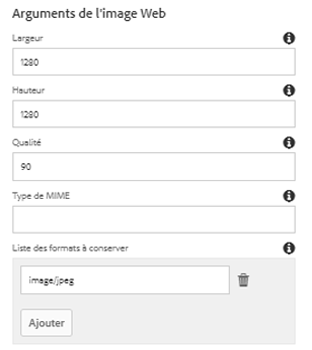 Arguments de l'image Web
Largeur
1280
Hauteur
1280
Qualité
90
Type de MIME
Liste des formats à conserver
image/jpeg
Ajouter